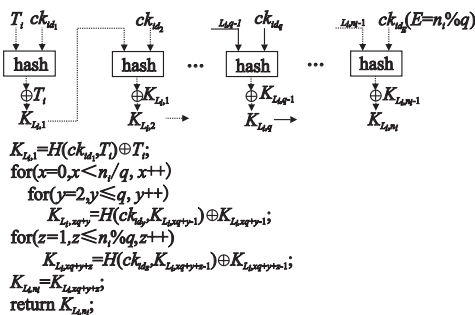 T_i ck_{id_1} ck_{id_2} L_i,q-1 ck_{id_q} L_i,n_i-1 ck_{id_E}(E=n_i%q)
hash hash ••• hash ••• hash
⊕T_i ⊕K_{L_i,1} ⊕K_{L_i,q-1} ⊕K_{L_i,n_i-1}
K_{L_i,1} K_{L_i,2} K_{L_i,q} K_{L_i,n_i}
K_{L_i,1}=H(ck_{id_1},T_i)⊕T_i;
for(x=0,x<n_i/q, x++)
for(y=2,y≤q, y++)
K_{L_i,xq+y}=H(ck_{id_y},K_{L_i,xq+y-1})⊕K_{L_i,xq+y-1};
for(z=1,z≤n_i%q,z++)
K_{L_i,xq+y+z}=H(ck_{id_z},K_{L_i,xq+y+z-1})⊕K_{L_i,xq+y+z-1};
K_{L_i,n_i}=K_{L_i,xq+y+z};
return K_{L_i,n_i};